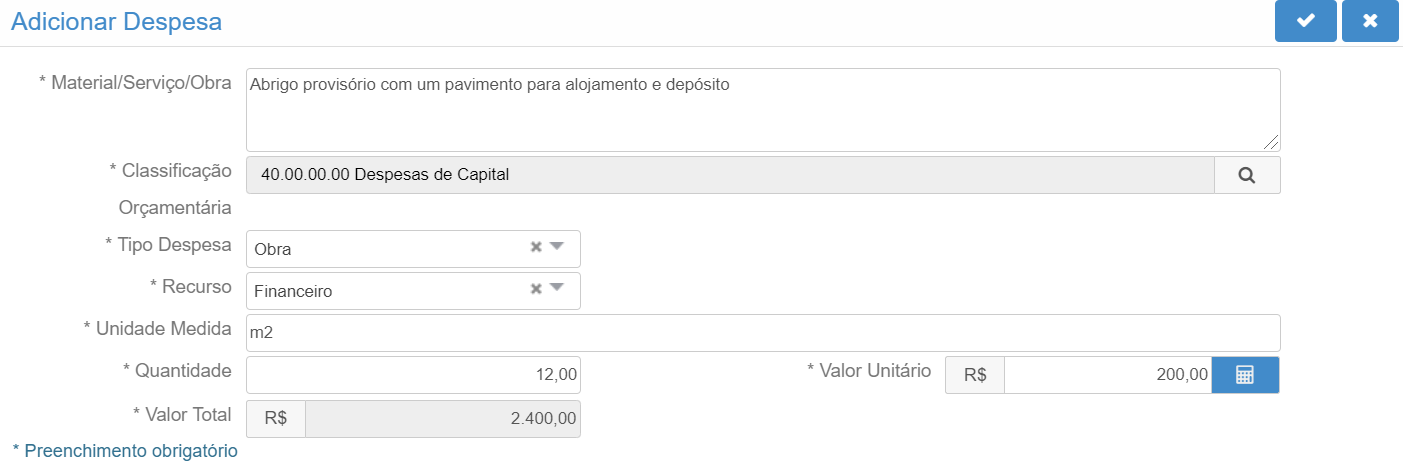 Adicionar Despesa
* Material/Serviço/Obra Abrigo provisório com um pavimento para alojamento e depósito
* Classificação Orçamentária 40.00.00.00 Despesas de Capital
* Tipo Despesa Obra
* Recurso Financeiro
* Unidade Medida m2
* Quantidade 12,00 * Valor Unitário R$ 200,00
* Valor Total R$ 2.400,00
* Preenchimento obrigatório